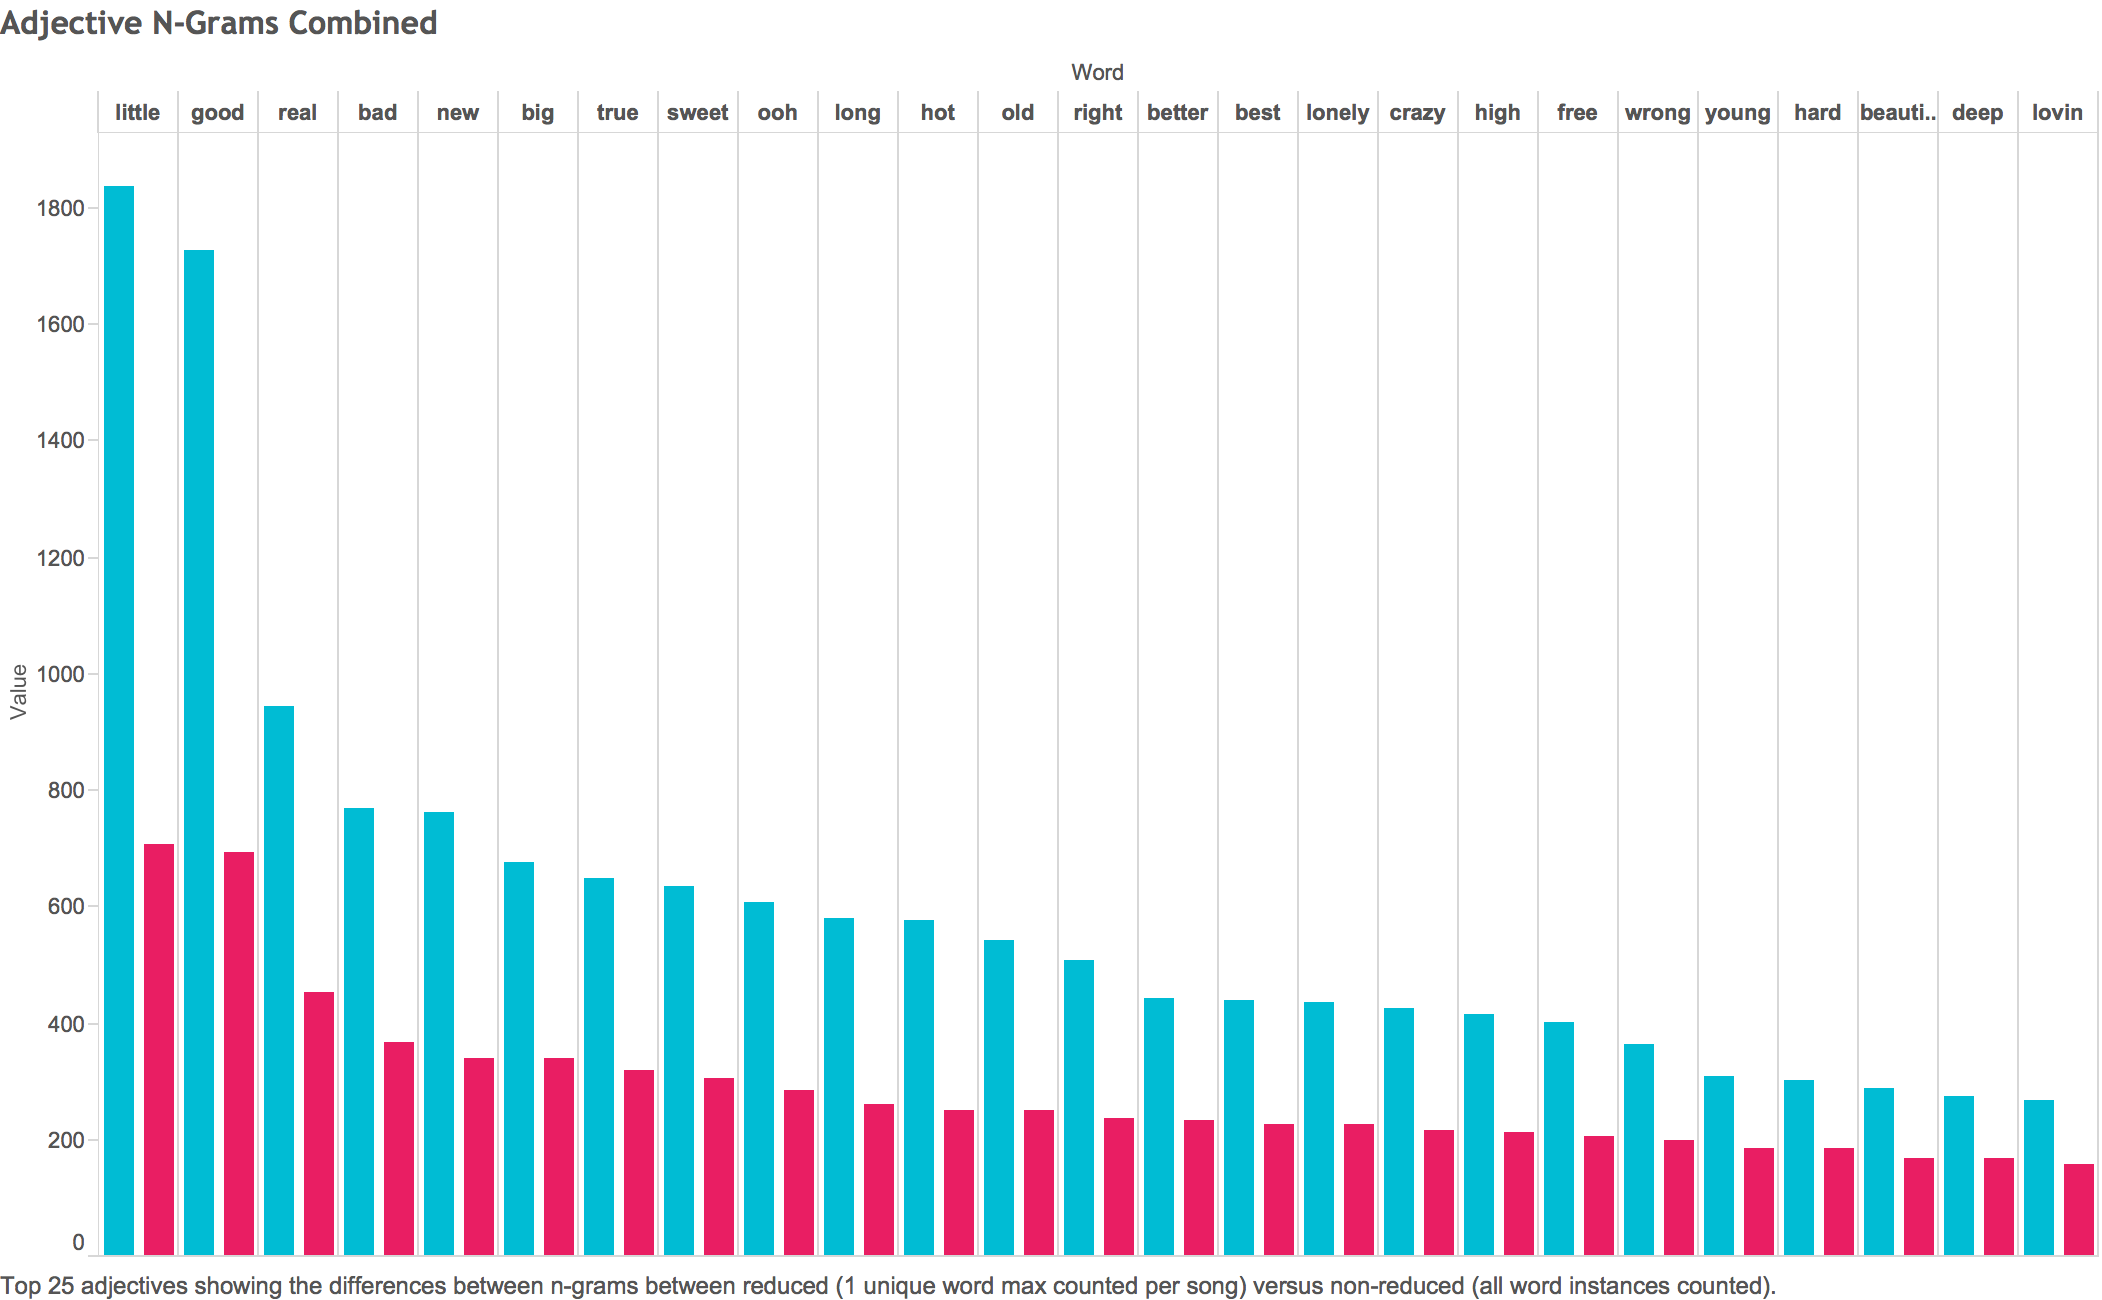 Adjective N-Grams Combined
Word
little good real bad new big true sweet ooh long hot old right better best lonely crazy high free wrong young hard beauti.. deep lovin
1800
1600
1400
1200
1000
800
600
400
200
0
Value
Top 25 adjectives showing the differences between n-grams between reduced (1 unique word max counted per song) versus non-reduced (all word instances counted).